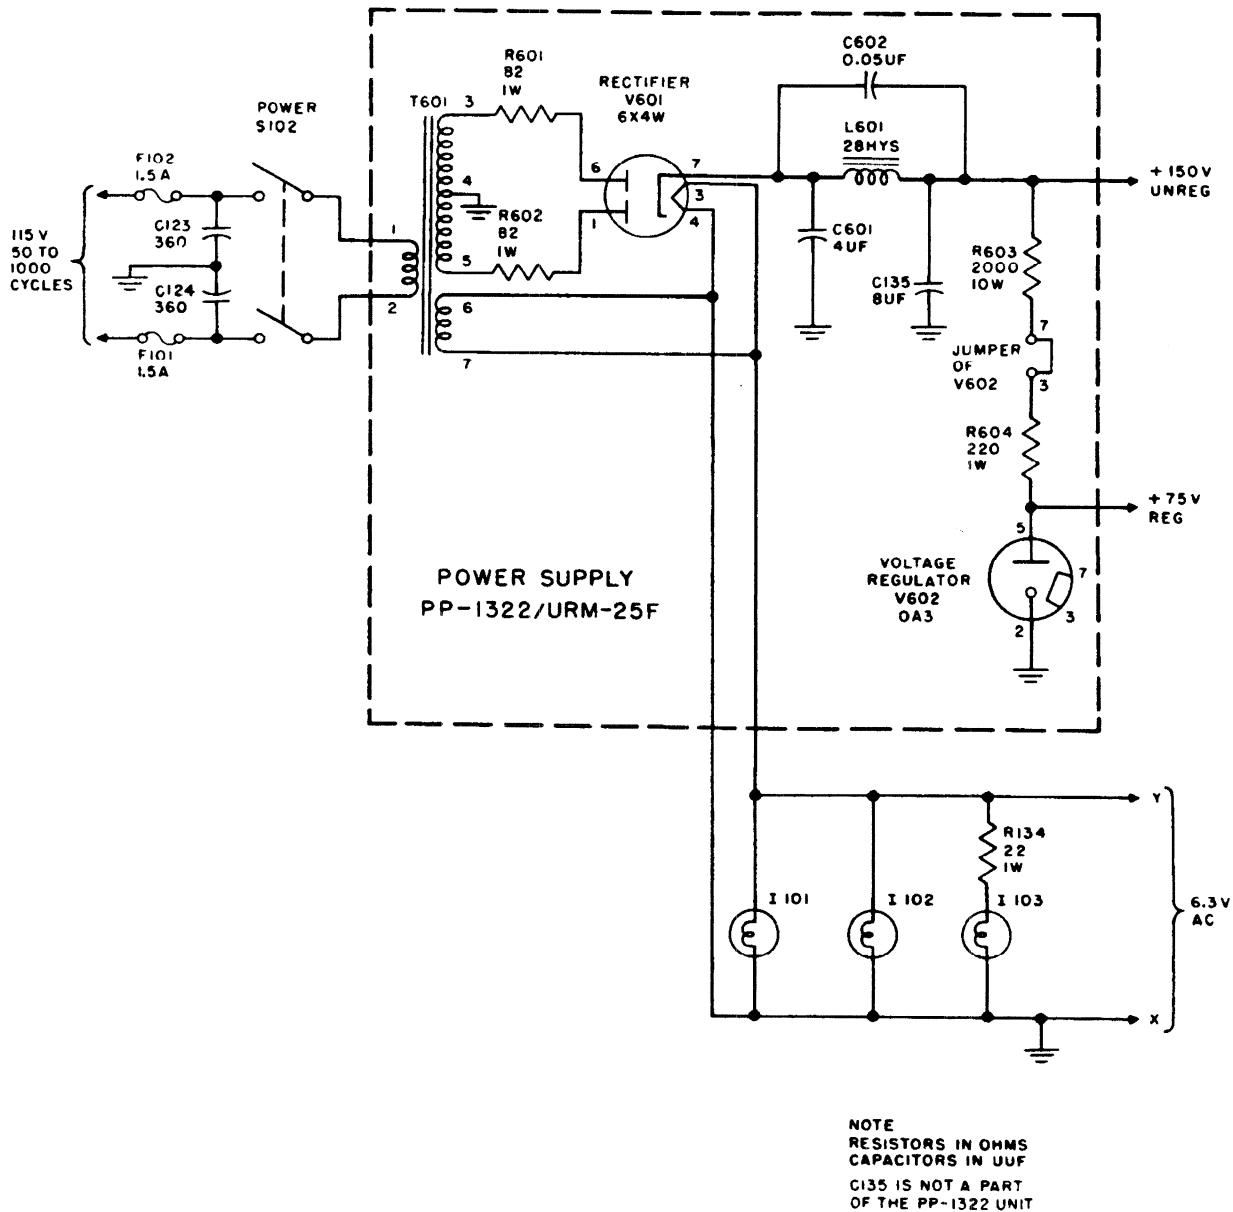 C602
0.05UF
R601
82
1W
RECTIFIER
V601
6X4W
POWER
S102
T601
3
L601
28HYS
F102
1.5A
6
7
+150V
UNREG
4
3
R602
82
1W
1
4
C123
360
115V
50 TO
1000
CYCLES
1
C601
4UF
R603
2000
10W
5
C124
360
C135
8UF
2
6
F101
1.5A
7
7
JUMPER
OF
V602
3
R604
220
1W
+75V
REG
5
POWER SUPPLY
PP-1322/URM-25F
VOLTAGE
REGULATOR
V602
OA3
7
3
2
Y
R134
22
1W
I 101
I 102
I 103
6.3V
AC
X
NOTE
RESISTORS IN OHMS
CAPACITORS IN UUF
C135 IS NOT A PART
OF THE PP-1322 UNIT